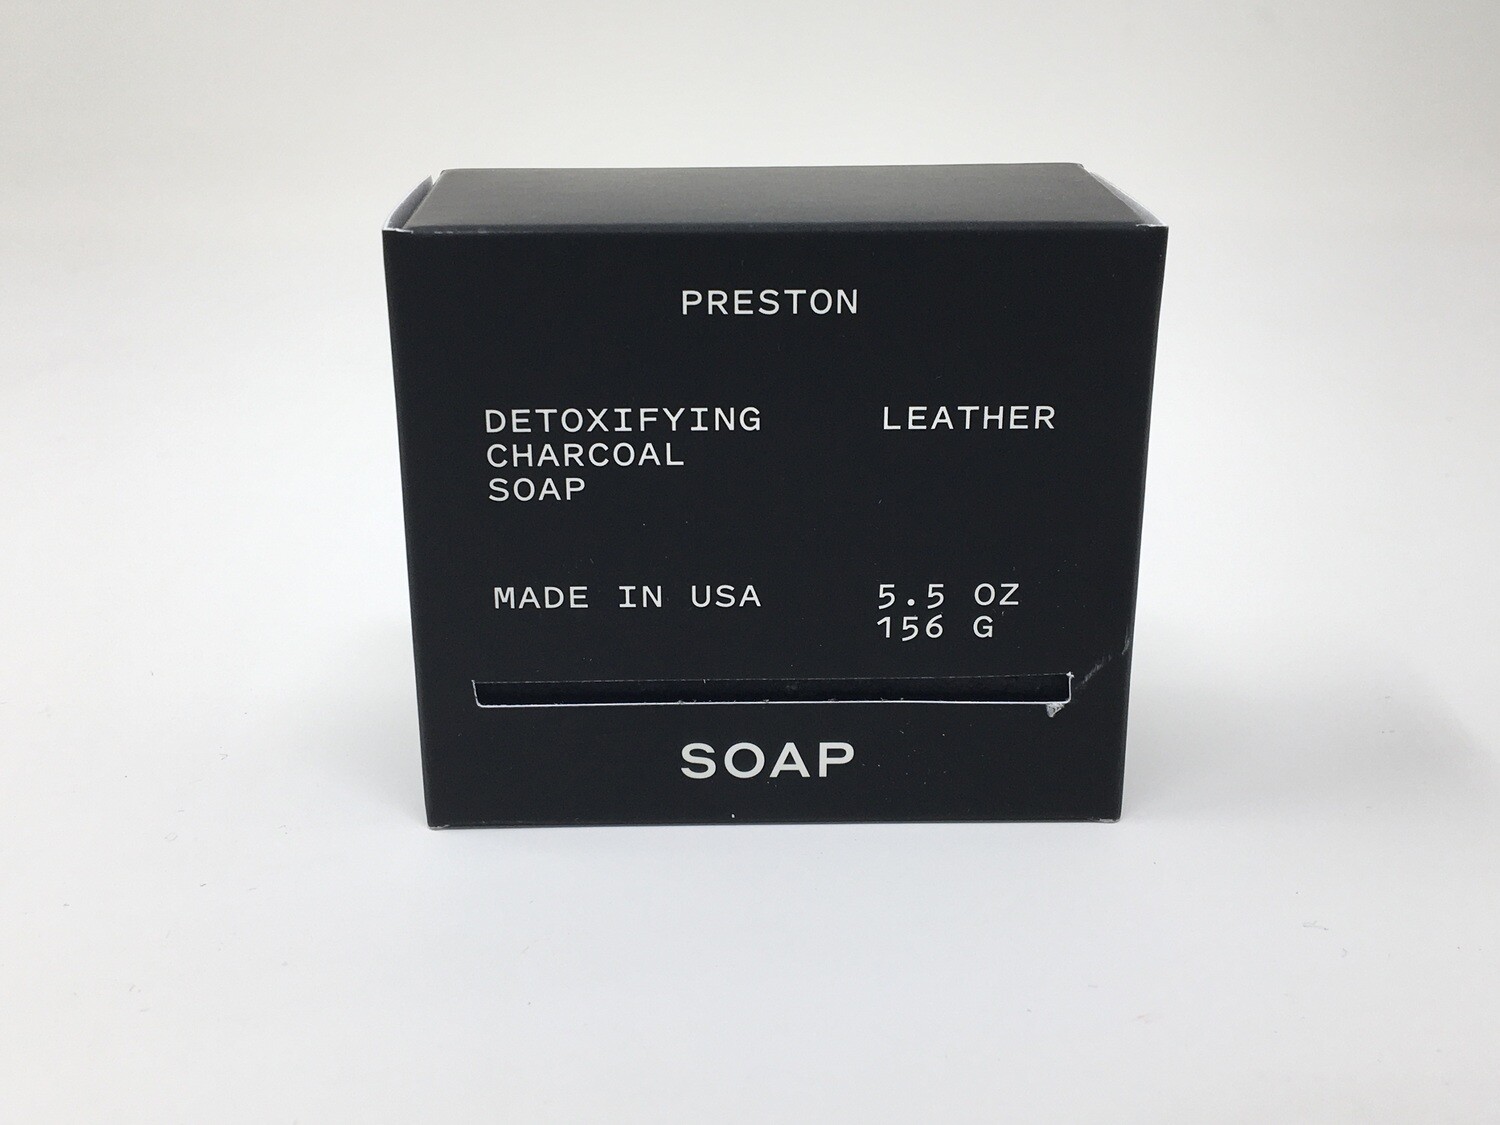 PRESTON
DETOXIFYING
CHARCOAL
SOAP
LEATHER
MADE IN USA
5.5 OZ
156 G
SOAP